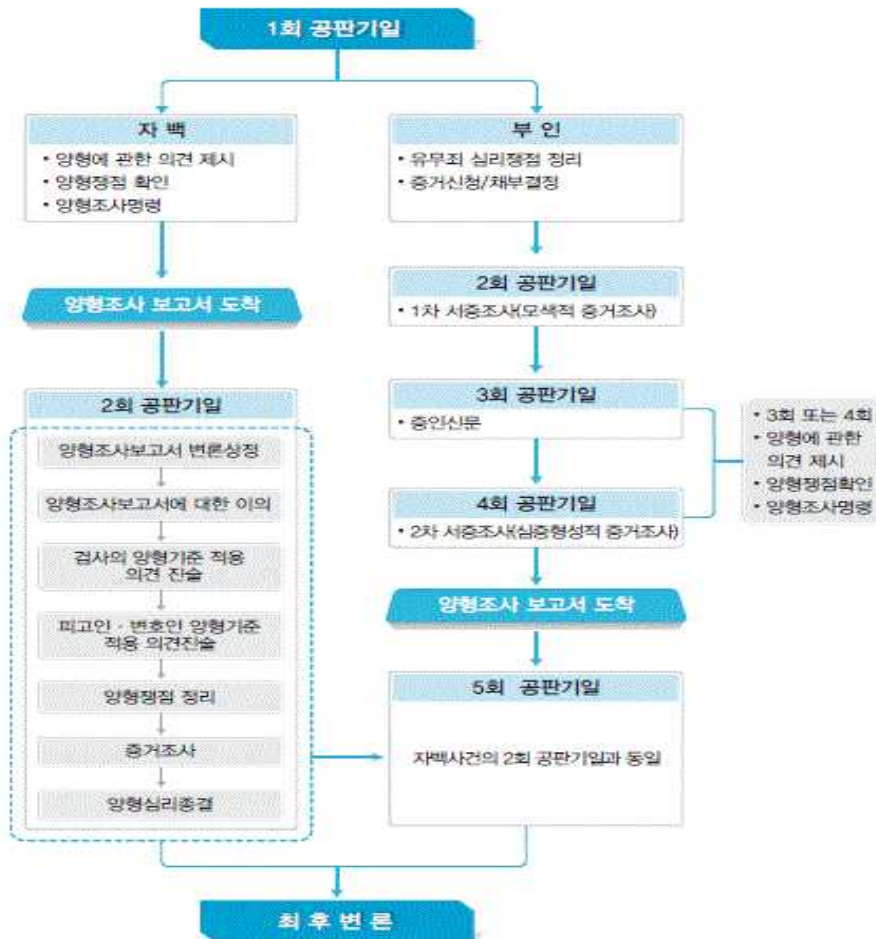 1회 공판기일
자 백
• 양형에 관한 의견 제시
• 양형쟁점 확인
• 양형조사명령
양형조사 보고서 도착
2회 공판기일
양형조사보고서 변론상정
양형조사보고서에 대한 이의
검사의 양형기준 적용
의견 진술
피고인 · 변호인 양형기준
적용 의견진술
양형쟁점 정리
증거조사
양형심리종결
부 인
• 유무죄 심리쟁점 정리
• 증거신청/채부결정
2회 공판기일
• 1차 서증조사(모색적 증거조사)
3회 공판기일
• 증인신문
4회 공판기일
• 2차 서증조사(심증형성적 증거조사)
• 3회 또는 4회
• 양형에 관한
의견 제시
• 양형쟁점확인
• 양형조사명령
양형조사 보고서 도착
5회 공판기일
자백사건의 2회 공판기일과 동일
최 후 변 론